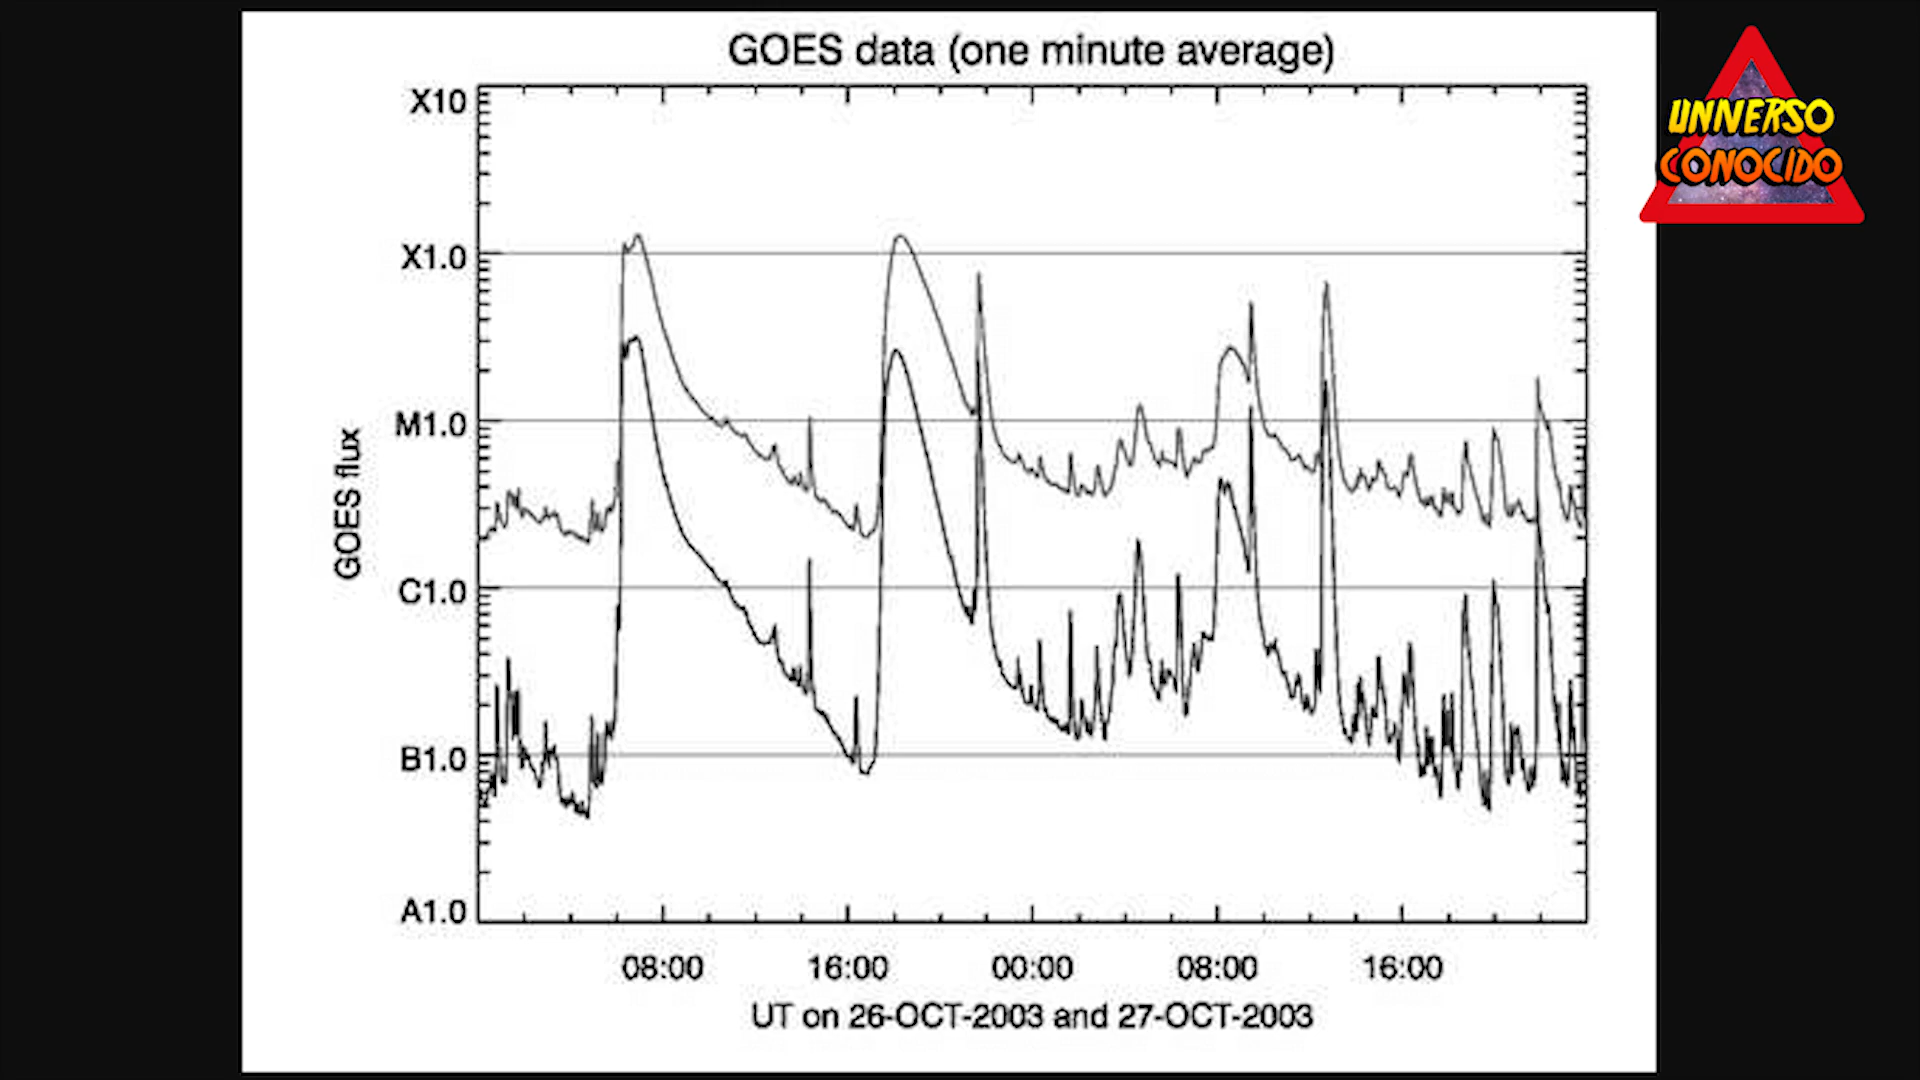 GOES data (one minute average)
UNIVERSO
CONOCIDO
X10
X1.0
M1.0
C1.0
B1.0
A1.0
GOES flux
08:00 16:00 00:00 08:00 16:00
UT on 26-OCT-2003 and 27-OCT-2003